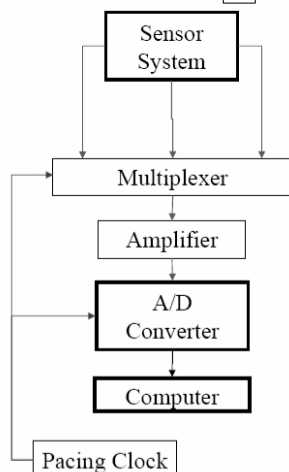 Sensor
System
Multiplexer
Amplifier
A/D
Converter
Computer
Pacing Clock